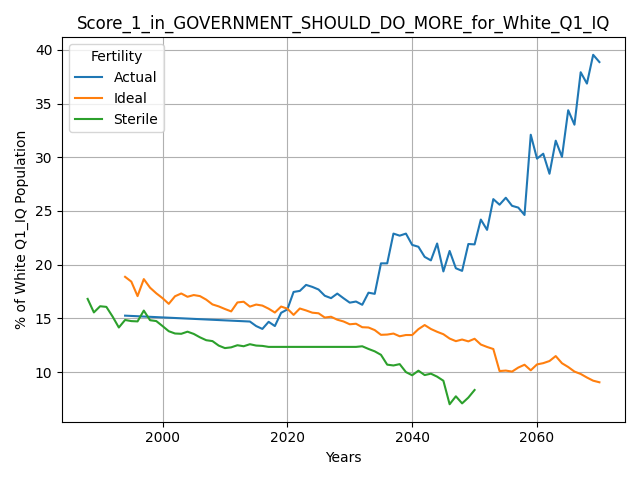 Score_1_in_GOVERNMENT_SHOULD_DO_MORE_for_White_Q1_IQ
Fertility
Actual
Ideal
Sterile
% of White Q1_IQ Population
40
35
30
25
20
15
10
2000
2020
2040
2060
Years